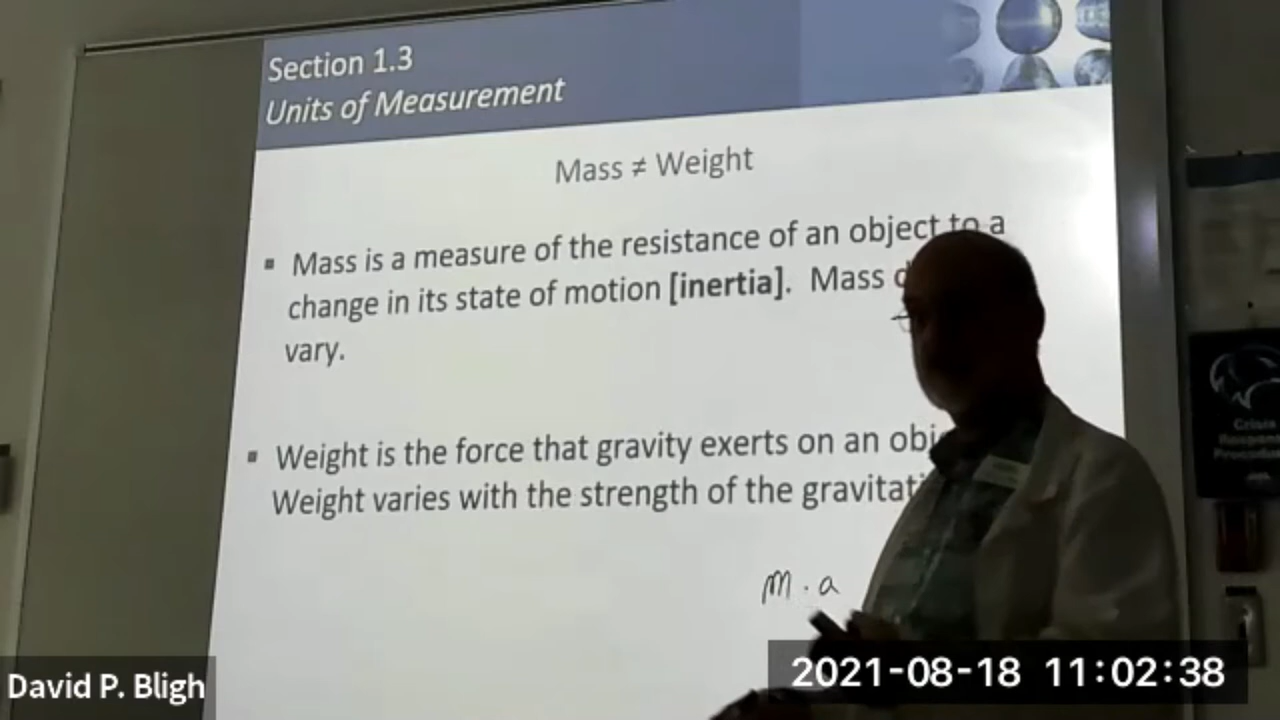 Section 1.3
Units of Measurement
Mass ≠ Weight
▪ Mass is a measure of the resistance of an object to a
change in its state of motion [inertia]. Mass
vary.
▪ Weight is the force that gravity exerts on an
Weight varies with the strength of the
m · a
Crisis
Response
David P. Bligh
2021-08-18 11:02:38